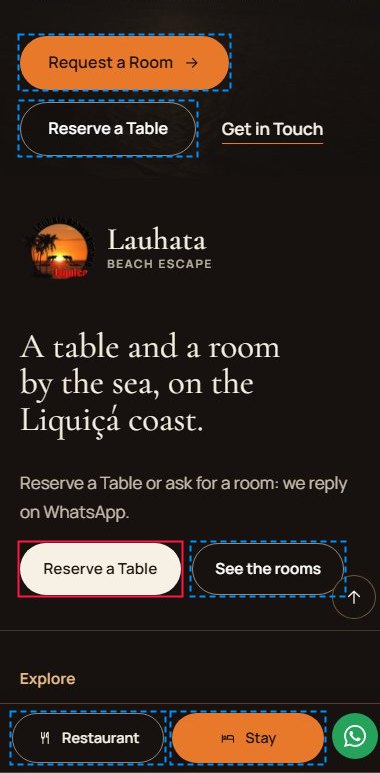 Request a Room →
Reserve a Table
Get in Touch
Lauhata
BEACH ESCAPE
A table and a room
by the sea, on the
Liquiçá coast.
Reserve a Table or ask for a room: we reply
on WhatsApp.
Reserve a Table
See the rooms
Explore
Restaurant
Stay